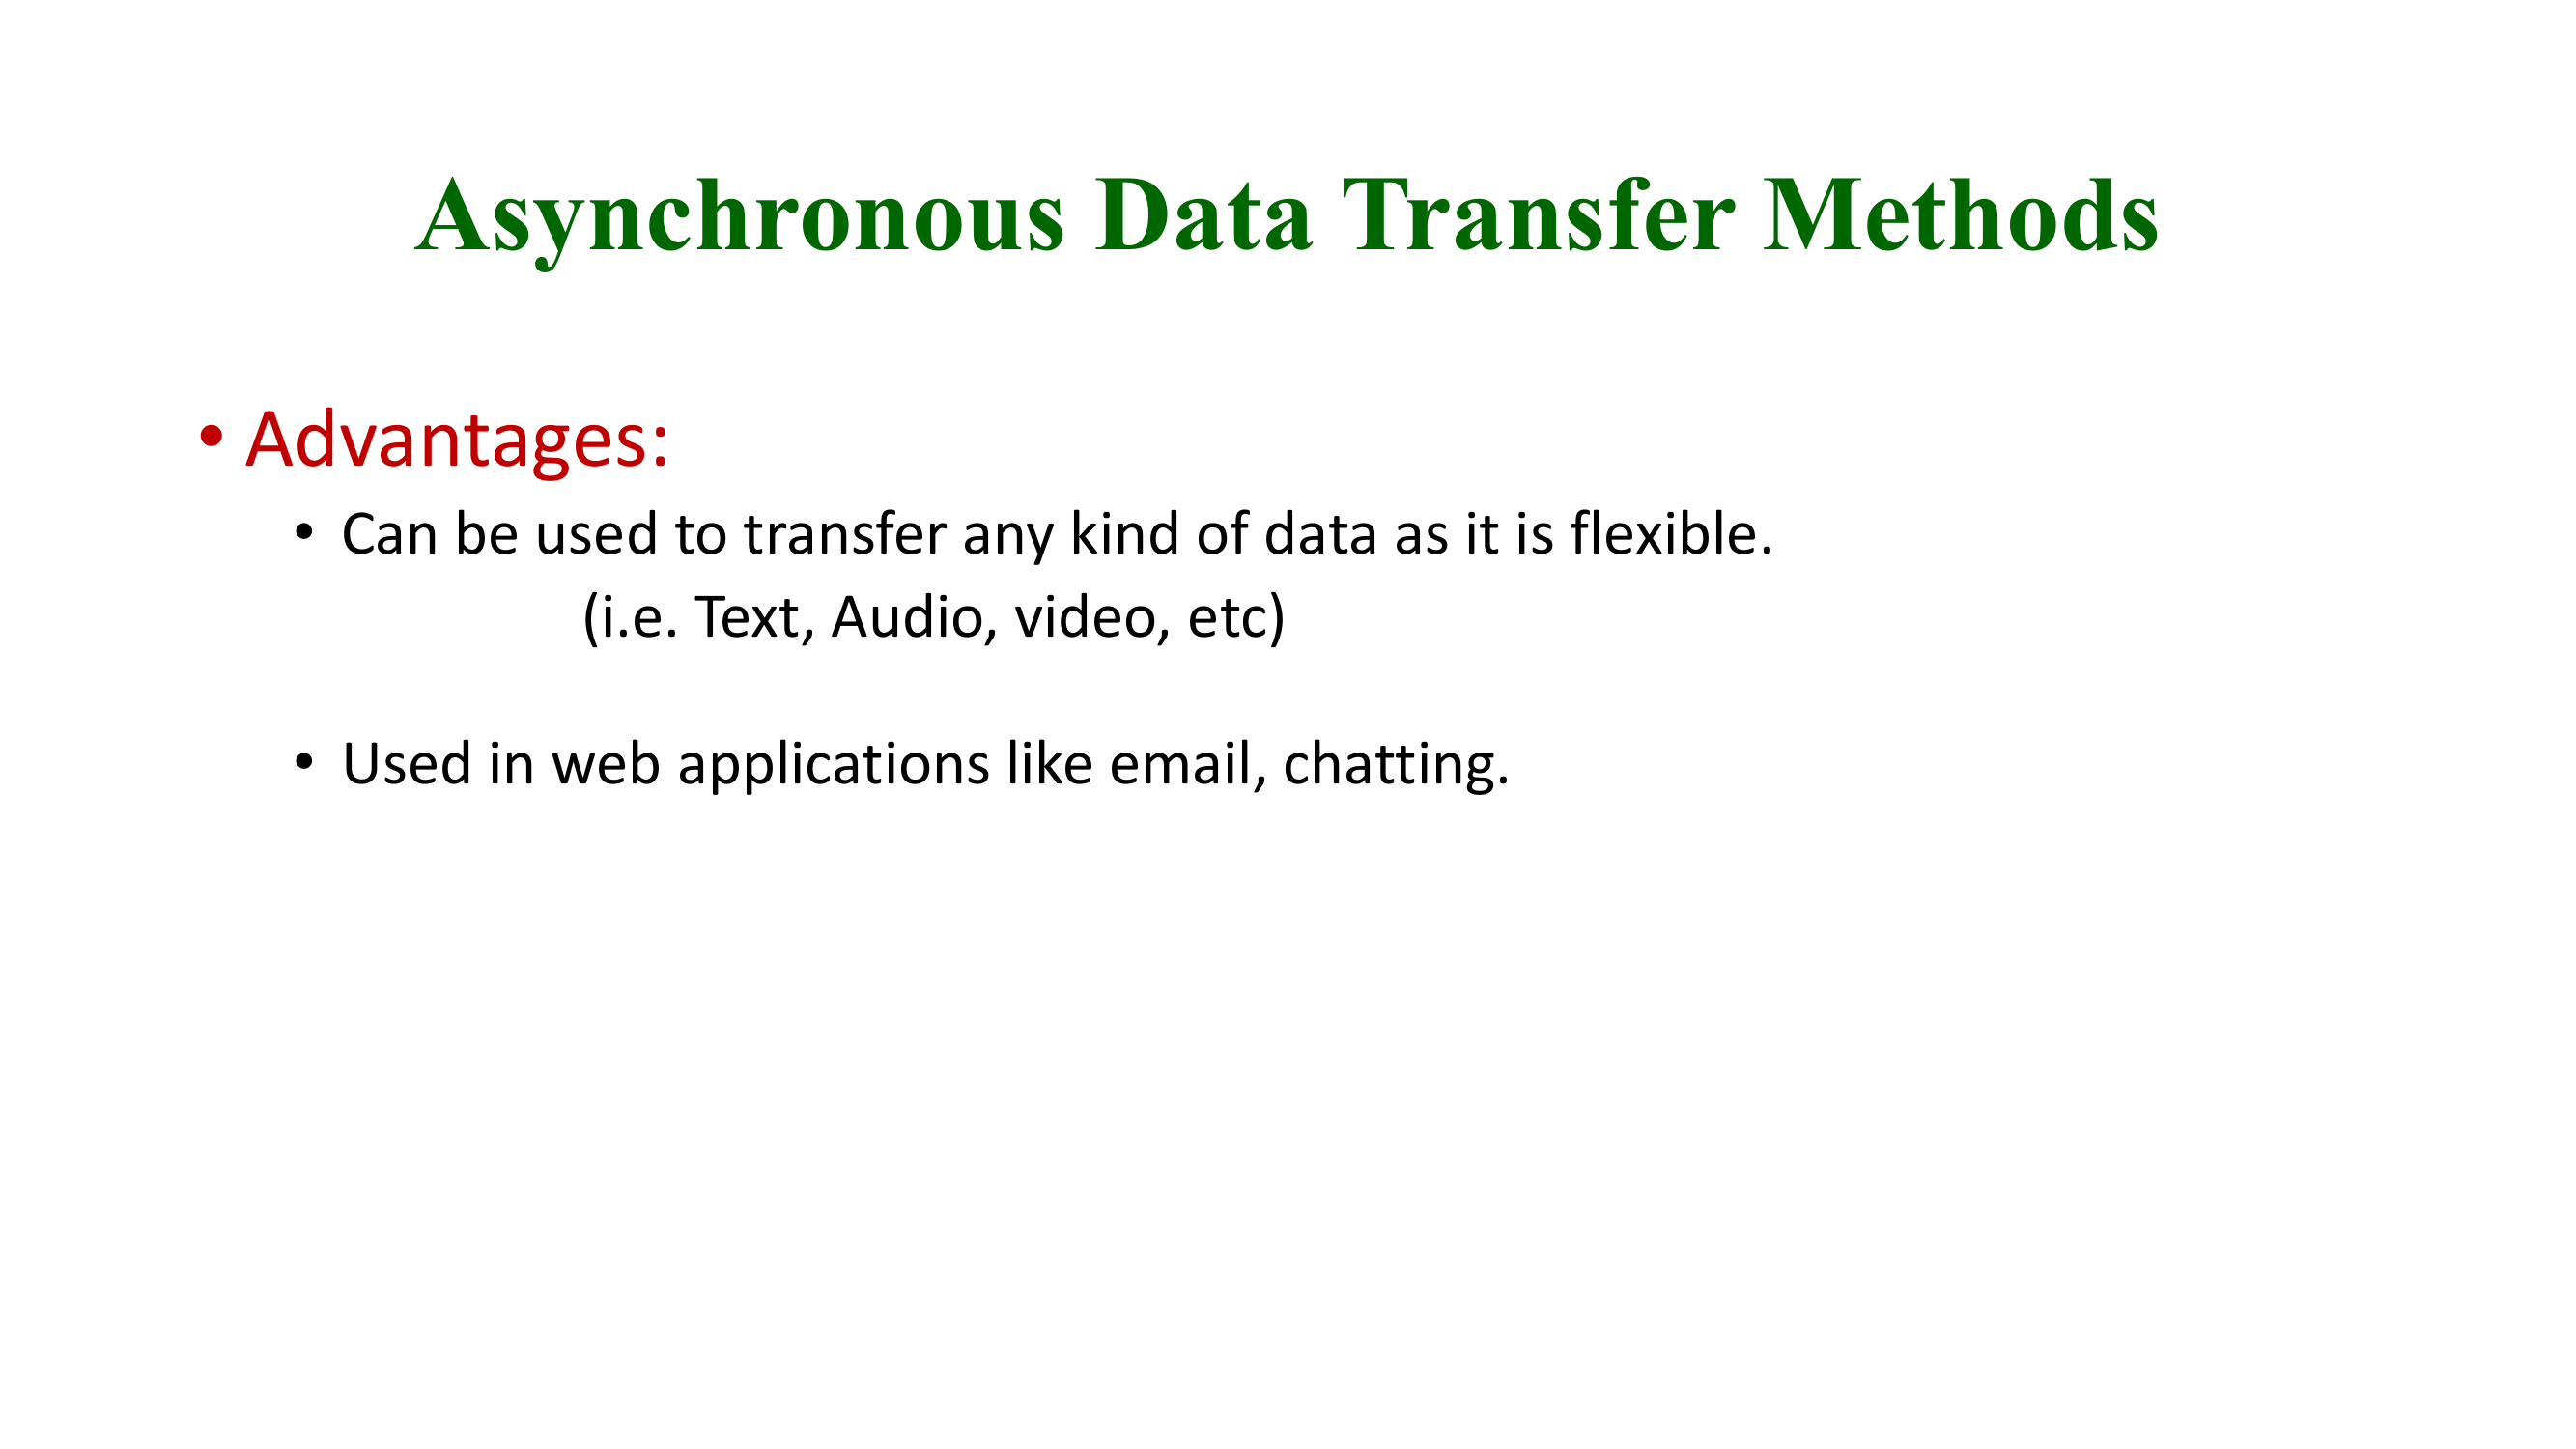 Asynchronous Data Transfer Methods
• Advantages:
• Can be used to transfer any kind of data as it is flexible.
(i.e. Text, Audio, video, etc)
• Used in web applications like email, chatting.